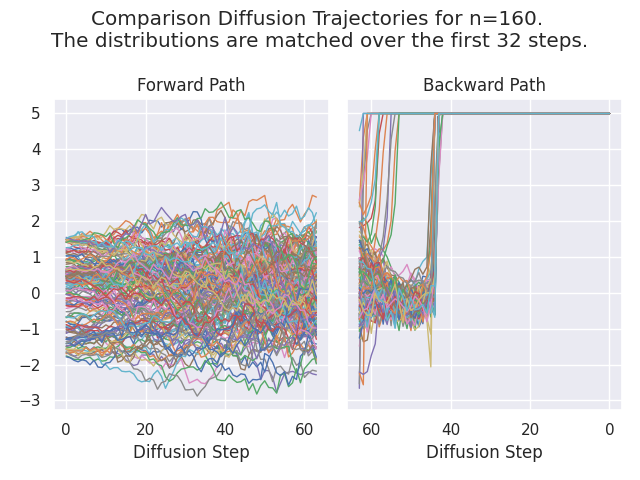 Comparison Diffusion Trajectories for n=160.
The distributions are matched over the first 32 steps.
Forward Path
Backward Path
5
4
3
2
1
0
−1
−2
−3
0
20
40
60
60
40
20
0
Diffusion Step
Diffusion Step